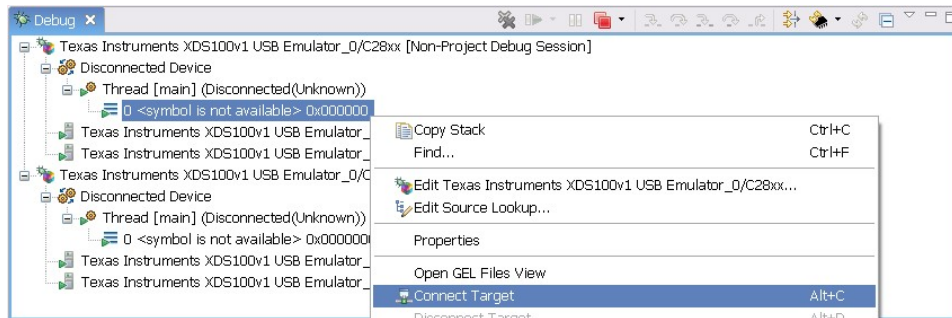 Debug
Texas Instruments XDS100v1 USB Emulator_0/C28xx [Non-Project Debug Session]
Disconnected Device
Thread [main] (Disconnected(Unknown))
0 <symbol is not available> 0x000000
Texas Instruments XDS100v1 USB Emulator_
Copy Stack Ctrl+C
Texas Instruments XDS100v1 USB Emulator_
Find... Ctrl+F
Texas Instruments XDS100v1 USB Emulator_0/C
Edit Texas Instruments XDS100v1 USB Emulator_0/C28xx...
Disconnected Device
Edit Source Lookup...
Thread [main] (Disconnected(Unknown))
0 <symbol is not available> 0x000000
Properties
Texas Instruments XDS100v1 USB Emulator_
Open GEL Files View
Texas Instruments XDS100v1 USB Emulator_
Connect Target Alt+C
Disconnect Target Alt+D